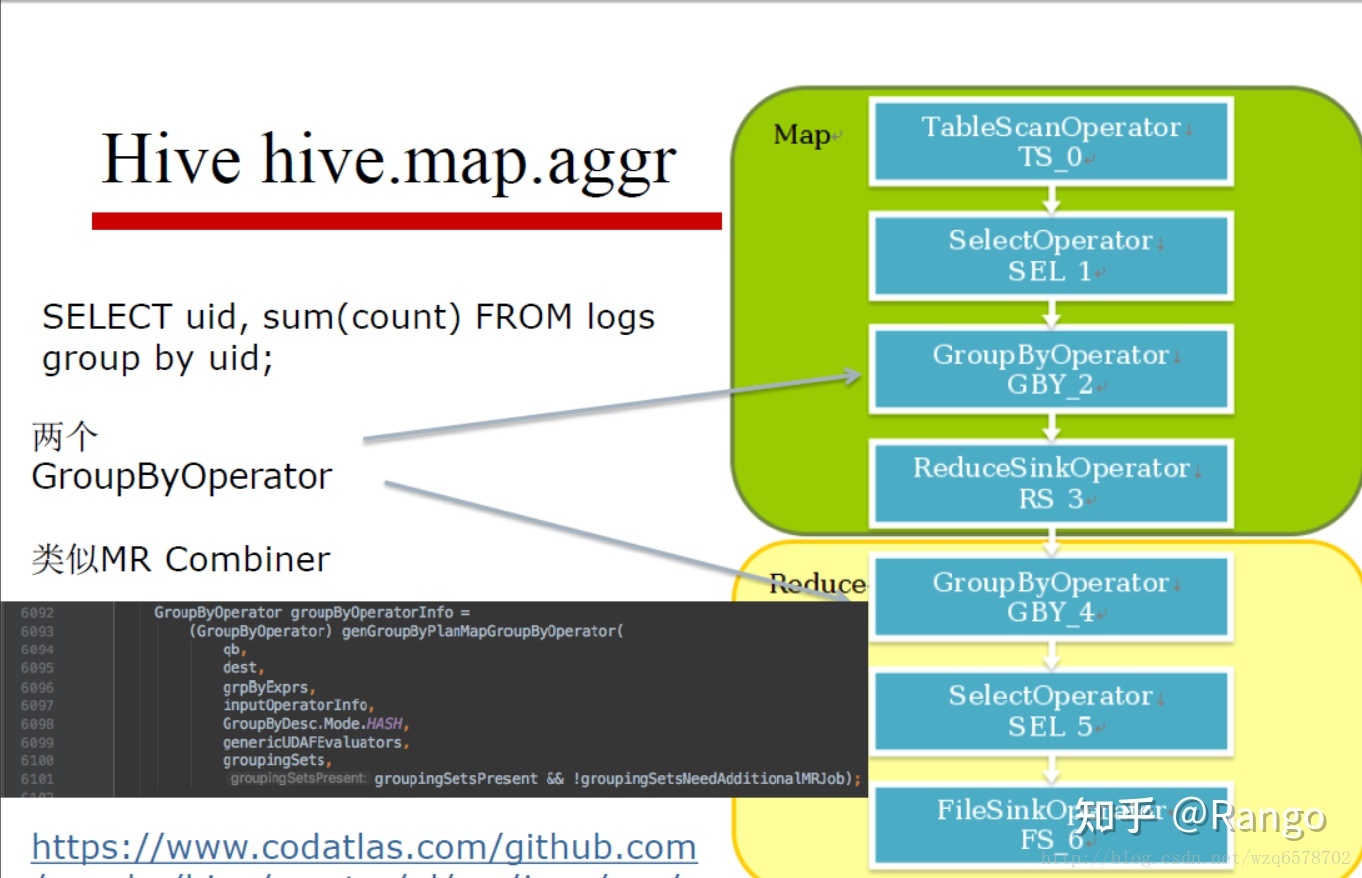 Hive hive.map.aggr
SELECT uid, sum(count) FROM logs
group by uid;
两个
GroupByOperator
类似MR Combiner
Map
TableScanOperator
TS_0
SelectOperator
SEL 1
GroupByOperator
GBY_2
ReduceSinkOperator
RS 3
Reduce
GroupByOperator
GBY_4
SelectOperator
SEL 5
FileSinkOperator
FS_6
6092 GroupByOperator groupByOperatorInfo =
6093 (GroupByOperator) genGroupByPlanMapGroupByOperator(
6094 qb,
6095 dest,
6096 grpByExprs,
6097 inputOperatorInfo,
6098 GroupByDesc.Mode.HASH,
6099 genericUDAFEvaluators,
6100 groupingSets,
6101 groupingSetsPresent: groupingSetsPresent && !groupingSetsNeedAdditionalMRJob);
https://www.codatlas.com/github.com
知乎 @Rango
http://blog.csdn.net/wzq6578702